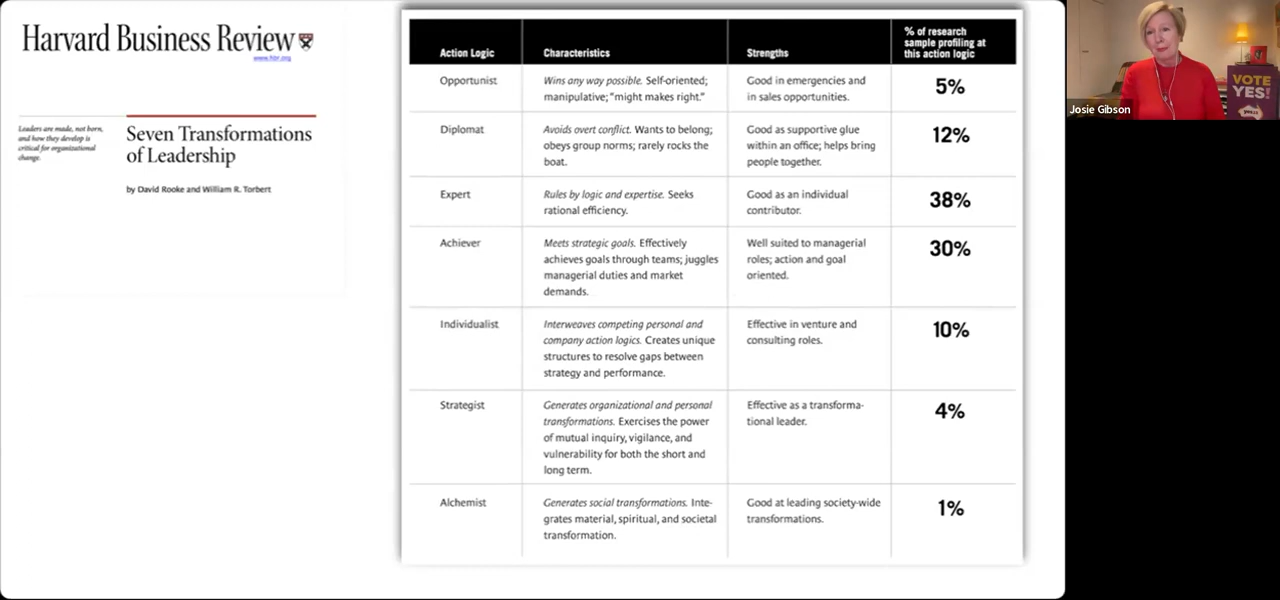 Harvard Business Review
www.hbr.org
Leaders are made, not born,
and how they develop is
critical for organizational
change.
Seven Transformations
of Leadership
by David Rooke and William R. Torbert
Action Logic
Characteristics
Strengths
% of research
sample profiling at
this action logic
Opportunist
Wins any way possible. Self-oriented;
manipulative; "might makes right."
Good in emergencies and
in sales opportunities.
5%
Diplomat
Avoids overt conflict. Wants to belong;
obeys group norms; rarely rocks the
boat.
Good as supportive glue
within an office; helps bring
people together.
12%
Expert
Rules by logic and expertise. Seeks
rational efficiency.
Good as an individual
contributor.
38%
Achiever
Meets strategic goals. Effectively
achieves goals through teams; juggles
managerial duties and market
demands.
Well suited to managerial
roles; action and goal
oriented.
30%
Individualist
Interweaves competing personal and
company action logics. Creates unique
structures to resolve gaps between
strategy and performance.
Effective in venture and
consulting roles.
10%
Strategist
Generates organizational and personal
transformations. Exercises the power
of mutual inquiry, vigilance, and
vulnerability for both the short and
long term.
Effective as a transforma-
tional leader.
4%
Alchemist
Generates social transformations. Inte-
grates material, spiritual, and societal
transformation.
Good at leading society-wide
transformations.
1%
Josie Gibson
VOTE
YES!